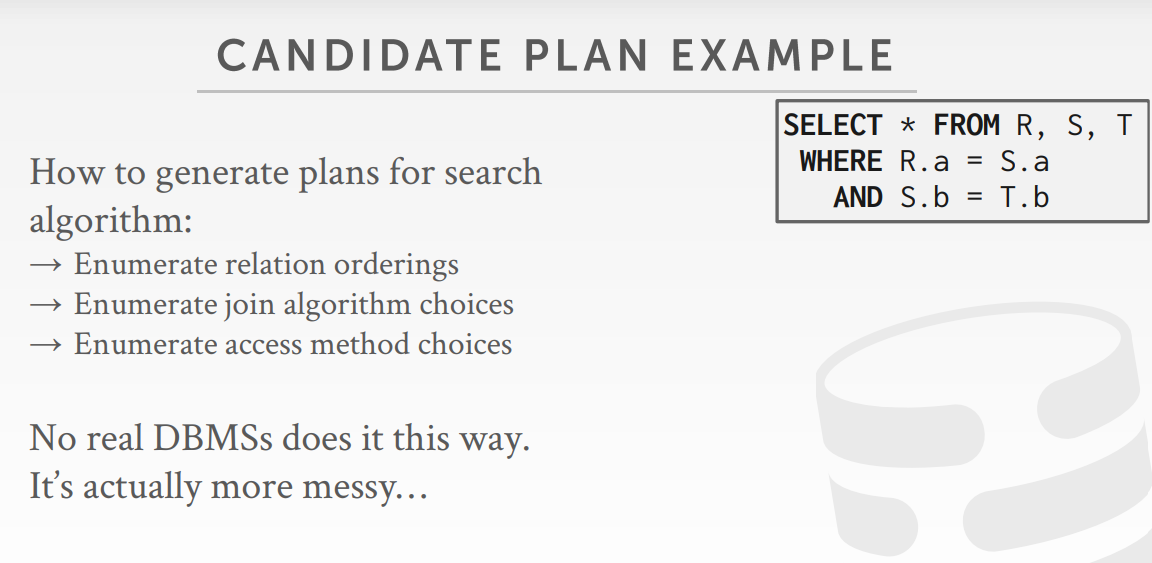 CANDIDATE PLAN EXAMPLE
SELECT * FROM R, S, T
WHERE R.a = S.a
AND S.b = T.b
How to generate plans for search
algorithm:
→ Enumerate relation orderings
→ Enumerate join algorithm choices
→ Enumerate access method choices
No real DBMSs does it this way.
It’s actually more messy…